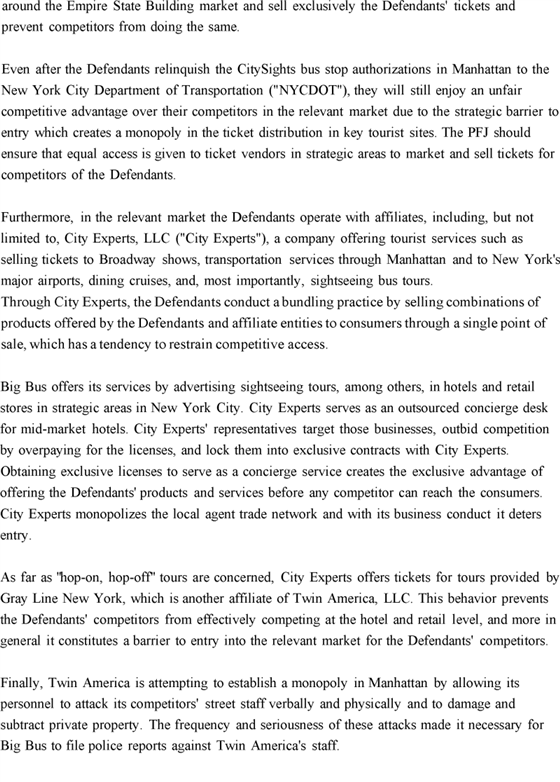 around the Empire State Building market and sell exclusively the Defendants' tickets and
prevent competitors from doing the same.
Even after the Defendants relinquish the CitySights bus stop authorizations in Manhattan to the
New York City Department of Transportation ("NYCDOT"), they will still enjoy an unfair
competitive advantage over their competitors in the relevant market due to the strategic barrier to
entry which creates a monopoly in the ticket distribution in key tourist sites. The PFJ should
ensure that equal access is given to ticket vendors in strategic areas to market and sell tickets for
competitors of the Defendants.
Furthermore, in the relevant market the Defendants operate with affiliates, including, but not
limited to, City Experts, LLC ("City Experts"), a company offering tourist services such as
selling tickets to Broadway shows, transportation services through Manhattan and to New York's
major airports, dining cruises, and, most importantly, sightseeing bus tours.
Through City Experts, the Defendants conduct a bundling practice by selling combinations of
products offered by the Defendants and affiliate entities to consumers through a single point of
sale, which has a tendency to restrain competitive access.
Big Bus offers its services by advertising sightseeing tours, among others, in hotels and retail
stores in strategic areas in New York City. City Experts serves as an outsourced concierge desk
for mid-market hotels. City Experts' representatives target those businesses, outbid competition
by overpaying for the licenses, and lock them into exclusive contracts with City Experts.
Obtaining exclusive licenses to serve as a concierge service creates the exclusive advantage of
offering the Defendants' products and services before any competitor can reach the consumers.
City Experts monopolizes the local agent trade network and with its business conduct it deters
entry.
As far as "hop-on, hop-off" tours are concerned, City Experts offers tickets for tours provided by
Gray Line New York, which is another affiliate of Twin America, LLC. This behavior prevents
the Defendants' competitors from effectively competing at the hotel and retail level, and more in
general it constitutes a barrier to entry into the relevant market for the Defendants' competitors.
Finally, Twin America is attempting to establish a monopoly in Manhattan by allowing its
personnel to attack its competitors' street staff verbally and physically and to damage and
subtract private property. The frequency and seriousness of these attacks made it necessary for
Big Bus to file police reports against Twin America's staff.